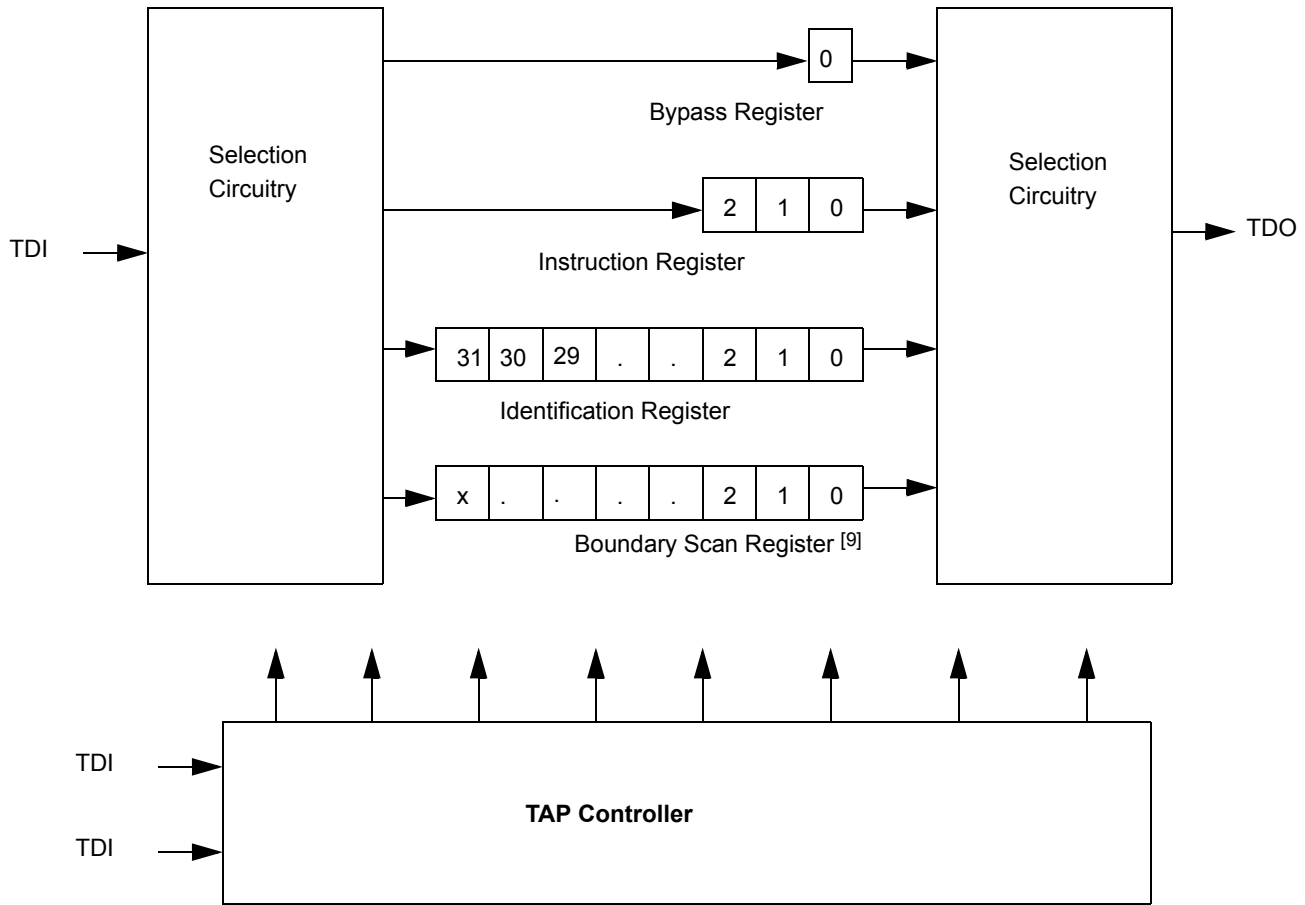 0
Bypass Register
Selection
Circuitry
Selection
Circuitry
2 1 0
TDI
TDO
Instruction Register
31 30 29 . . 2 1 0
Identification Register
x . . . . 2 1 0
Boundary Scan Register [9]
TDI
TAP Controller
TDI